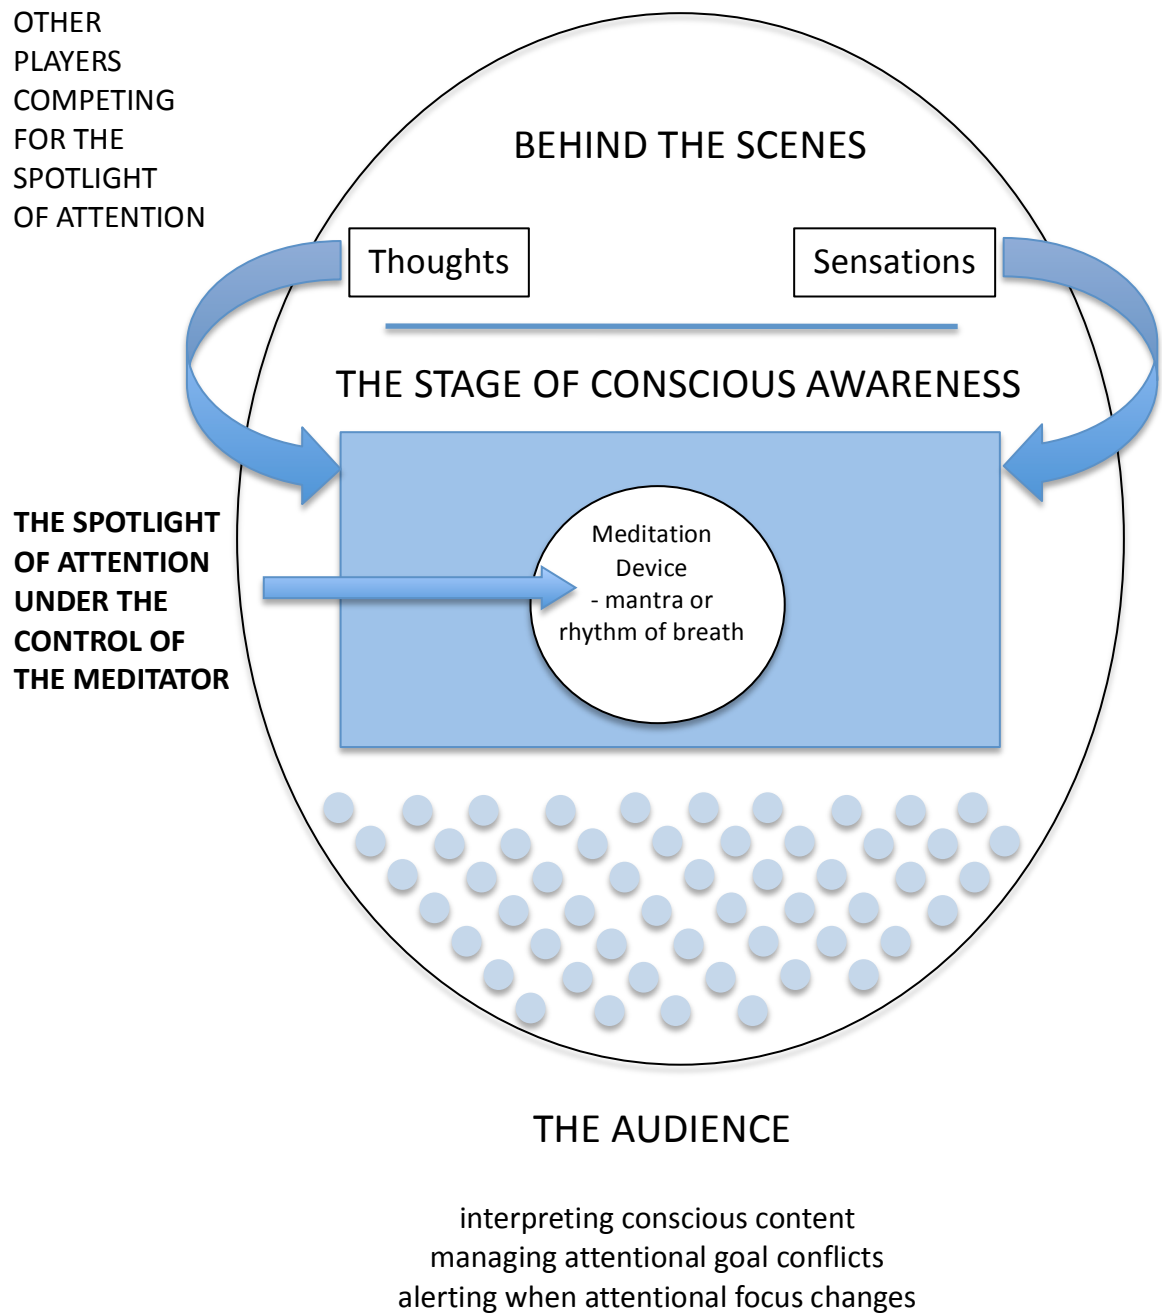 OTHER
PLAYERS
COMPETING
FOR THE
SPOTLIGHT
OF ATTENTION
BEHIND THE SCENES
Thoughts
Sensations
THE STAGE OF CONSCIOUS AWARENESS
THE SPOTLIGHT
OF ATTENTION
UNDER THE
CONTROL OF
THE MEDITATOR
Meditation
Device
- mantra or
rhythm of breath
THE AUDIENCE
interpreting conscious content
managing attentional goal conflicts
alerting when attentional focus changes